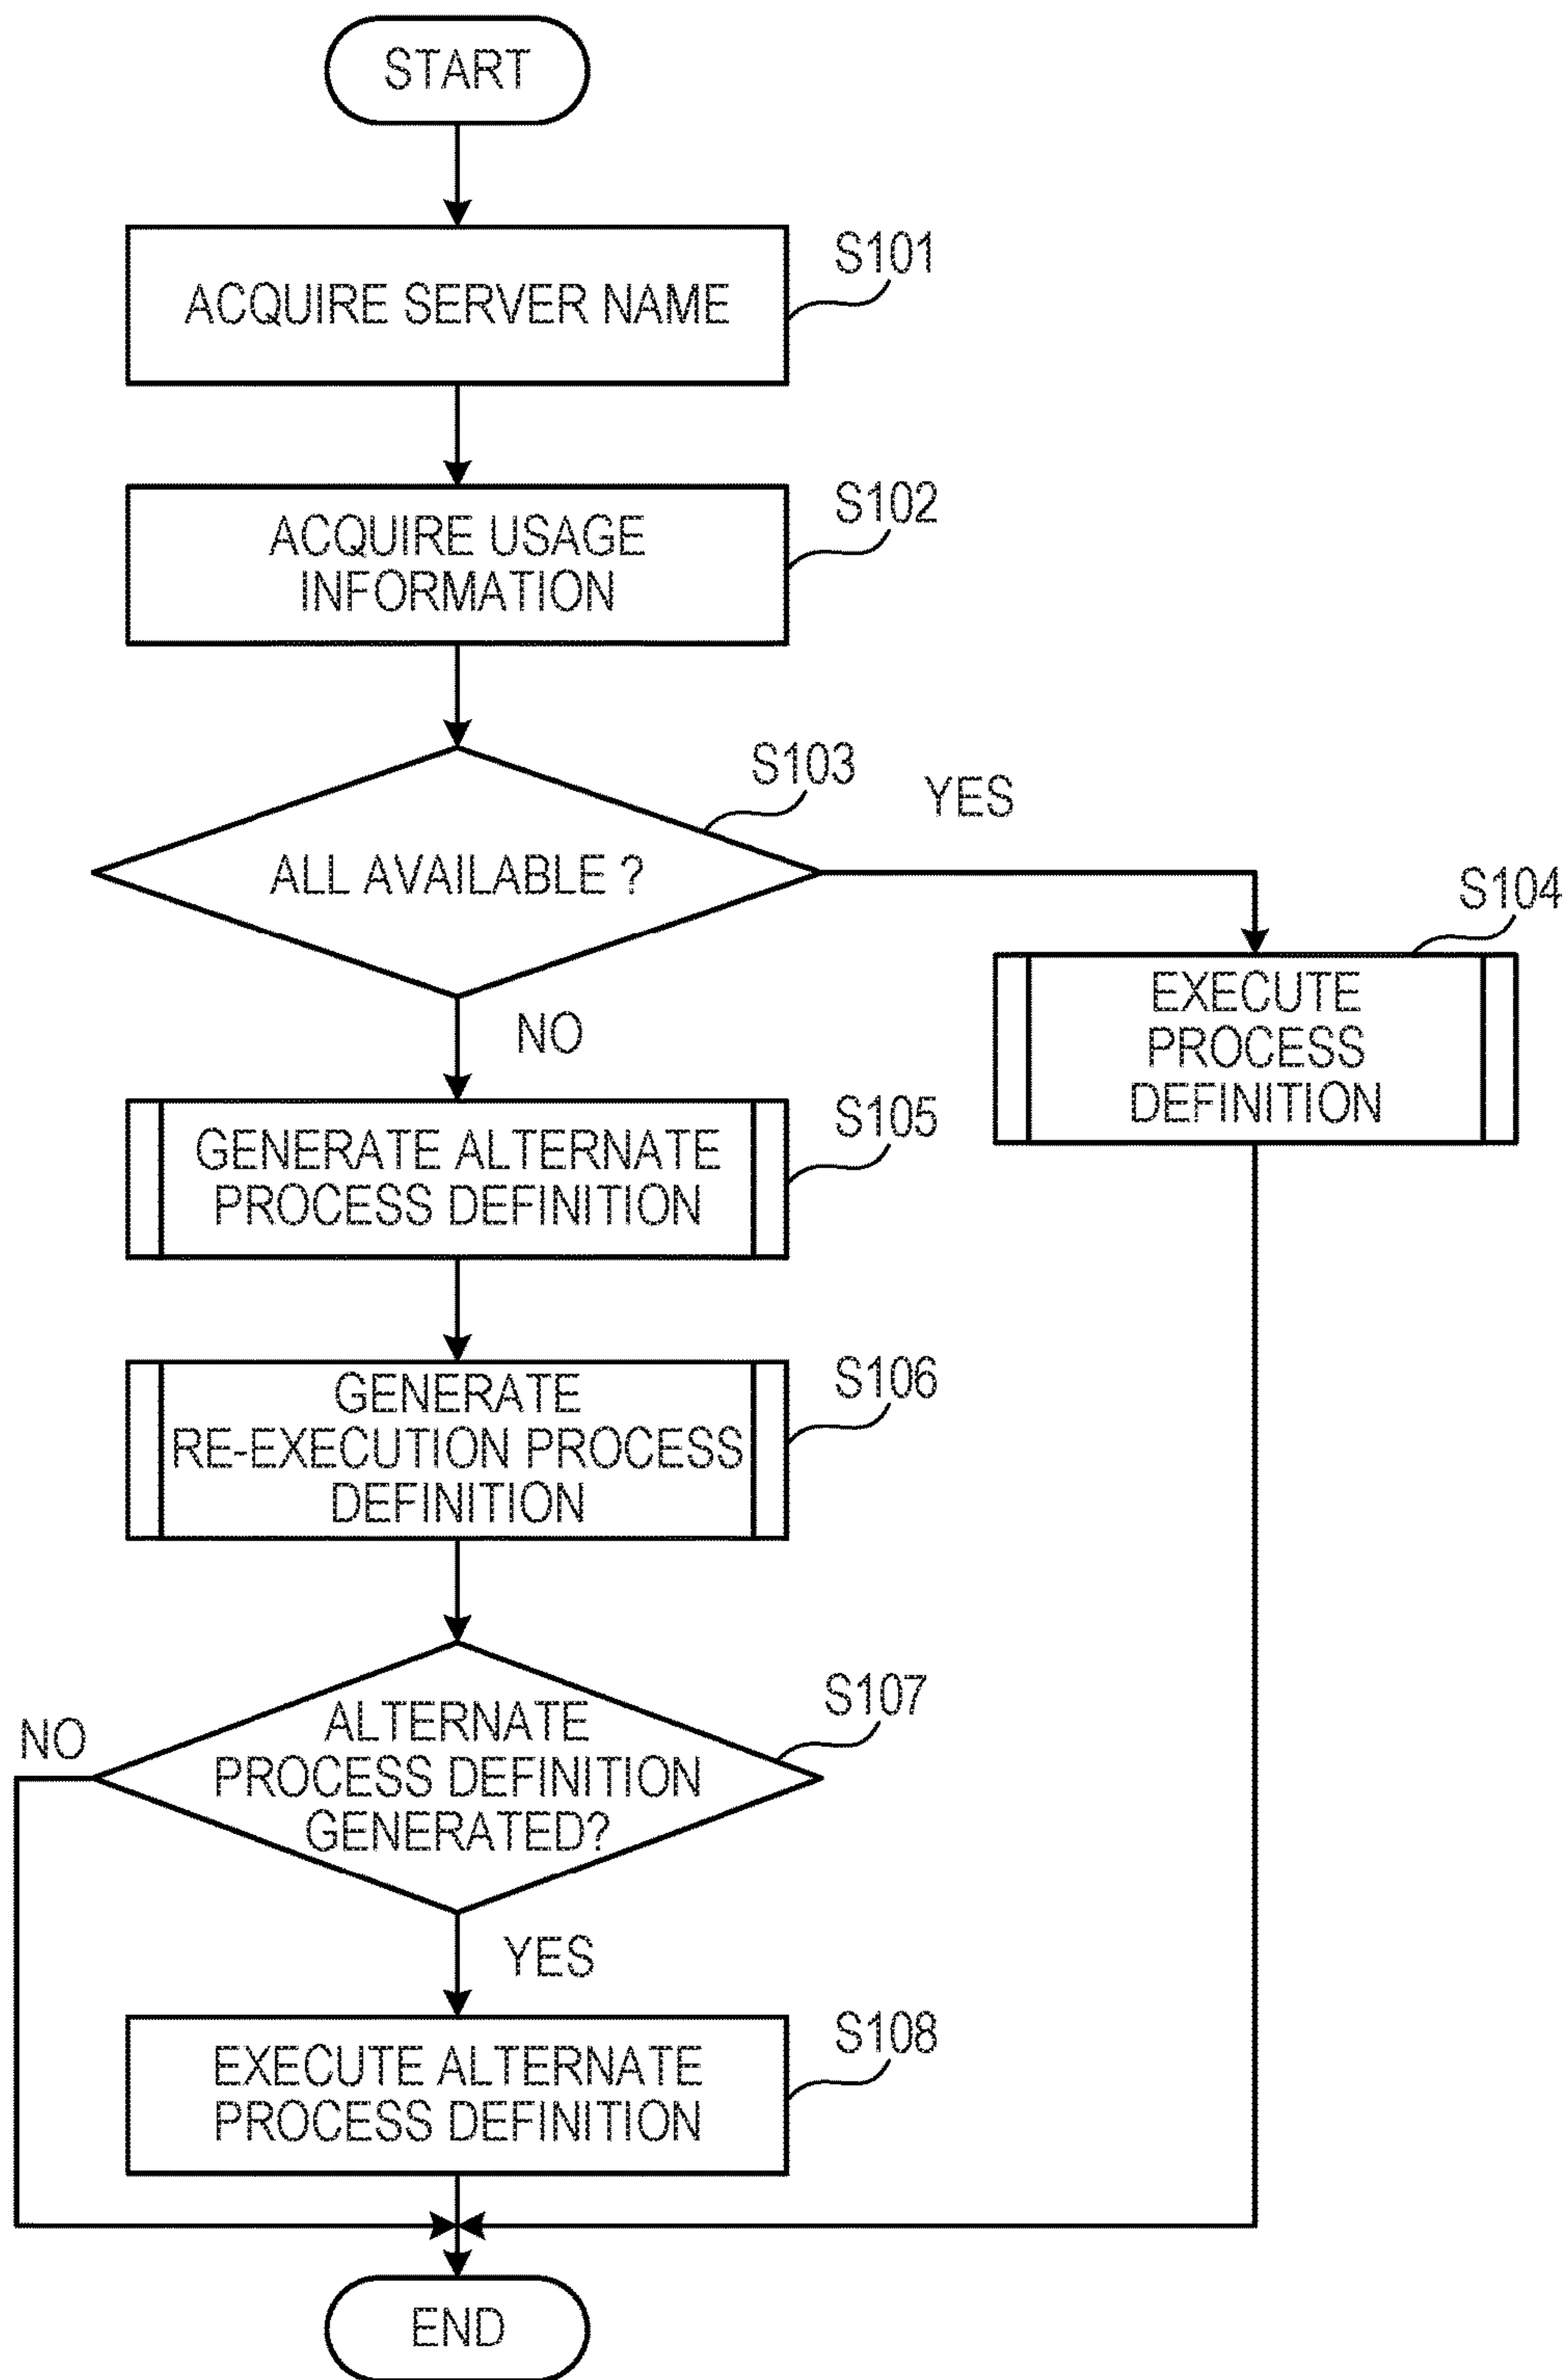 START
S101
ACQUIRE SERVER NAME
S102
ACQUIRE USAGE
INFORMATION
S103
YES
ALL AVAILABLE ?
S104
EXECUTE
PROCESS
DEFINITION
NO
S105
GENERATE ALTERNATE
PROCESS DEFINITION
S106
GENERATE
RE-EXECUTION PROCESS
DEFINITION
S107
NO
ALTERNATE
PROCESS DEFINITION
GENERATED?
YES
S108
EXECUTE ALTERNATE
PROCESS DEFINITION
END